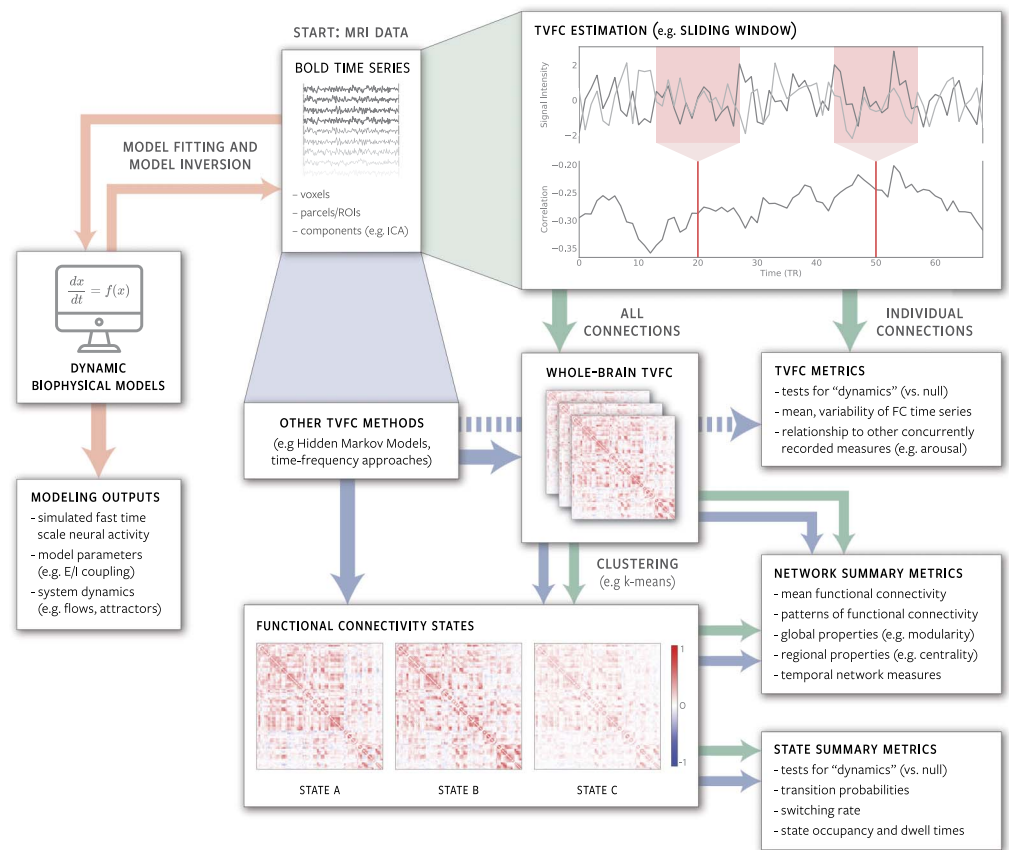 START: MRI DATA
BOLD TIME SERIES
– voxels
– parcels/ROIs
– components (e.g. ICA)
TVFC ESTIMATION (e.g. SLIDING WINDOW)
Signal Intensity
2
0
−2
Correlation
−0.20
−0.25
−0.30
−0.35
0
10
20
30
40
50
60
Time (TR)
MODEL FITTING AND
MODEL INVERSION
dx/dt = f(x)
DYNAMIC
BIOPHYSICAL MODELS
MODELING OUTPUTS
- simulated fast time
scale neural activity
- model parameters
(e.g. E/I coupling)
- system dynamics
(e.g. flows, attractors)
ALL
CONNECTIONS
INDIVIDUAL
CONNECTIONS
OTHER TVFC METHODS
(e.g Hidden Markov Models,
time-frequency approaches)
WHOLE-BRAIN TVFC
TVFC METRICS
- tests for “dynamics” (vs. null)
- mean, variability of FC time series
- relationship to other concurrently
recorded measures (e.g. arousal)
CLUSTERING
(e.g k-means)
NETWORK SUMMARY METRICS
- mean functional connectivity
- patterns of functional connectivity
- global properties (e.g. modularity)
- regional properties (e.g. centrality)
- temporal network measures
FUNCTIONAL CONNECTIVITY STATES
1
0
-1
STATE A
STATE B
STATE C
STATE SUMMARY METRICS
- tests for “dynamics” (vs. null)
- transition probabilities
- switching rate
- state occupancy and dwell times